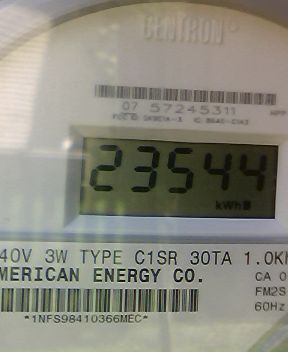 CENTRON
07 57245311
23544
kWh
40V 3W TYPE C1SR 30TA 1.0K
MERICAN ENERGY CO.
CA 0
FM2S
60Hz
*1NFS98410366MEC*